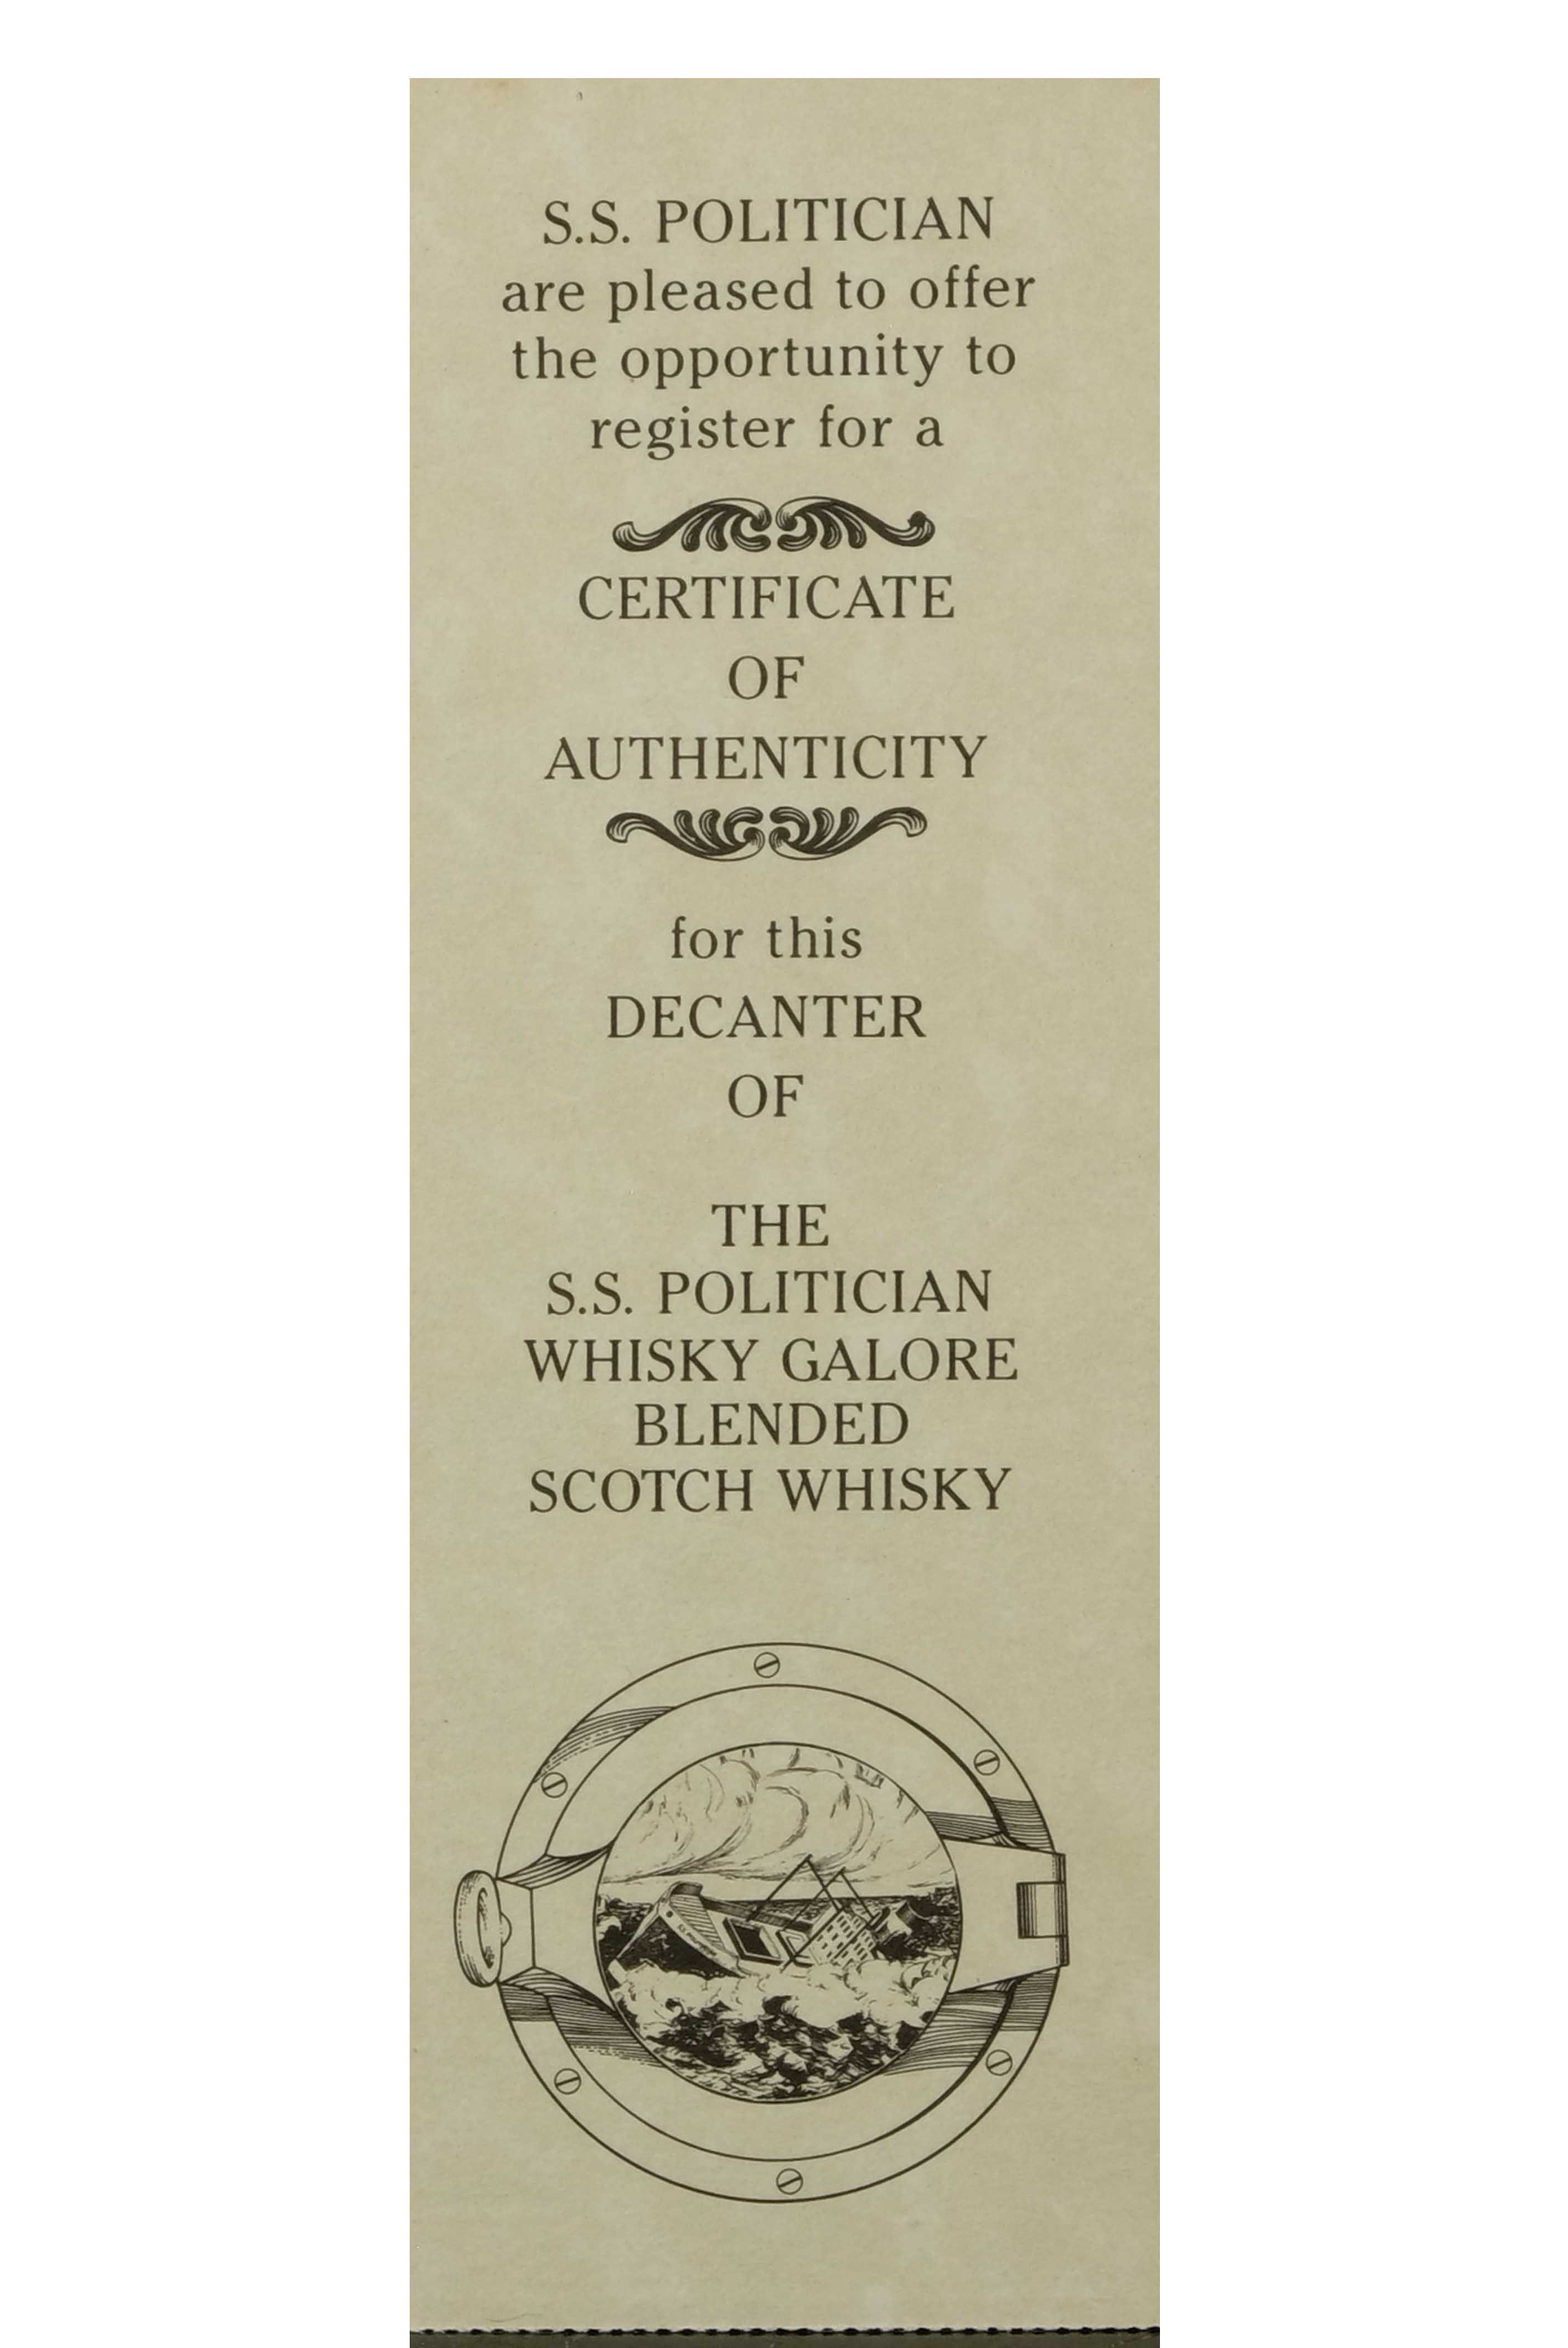 S.S. POLITICIAN
are pleased to offer
the opportunity to
register for a
CERTIFICATE
OF
AUTHENTICITY
for this
DECANTER
OF
THE
S.S. POLITICIAN
WHISKY GALORE
BLENDED
SCOTCH WHISKY